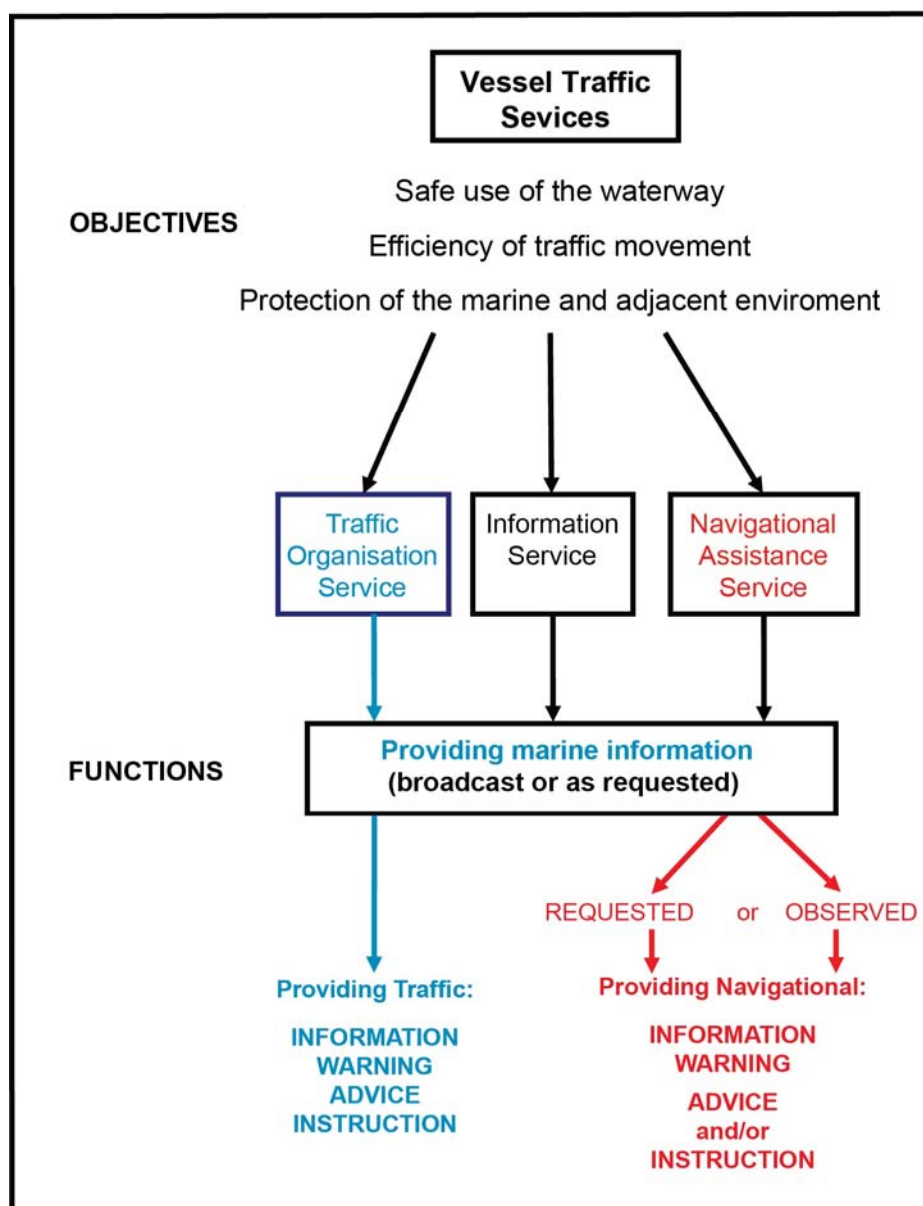 Vessel Traffic
Sevices
OBJECTIVES
Safe use of the waterway
Efficiency of traffic movement
Protection of the marine and adjacent enviroment
Traffic
Organisation
Service
Information
Service
Navigational
Assistance
Service
FUNCTIONS
Providing marine information
(broadcast or as requested)
REQUESTED or OBSERVED
Providing Traffic:
INFORMATION
WARNING
ADVICE
INSTRUCTION
Providing Navigational:
INFORMATION
WARNING
ADVICE
and/or
INSTRUCTION